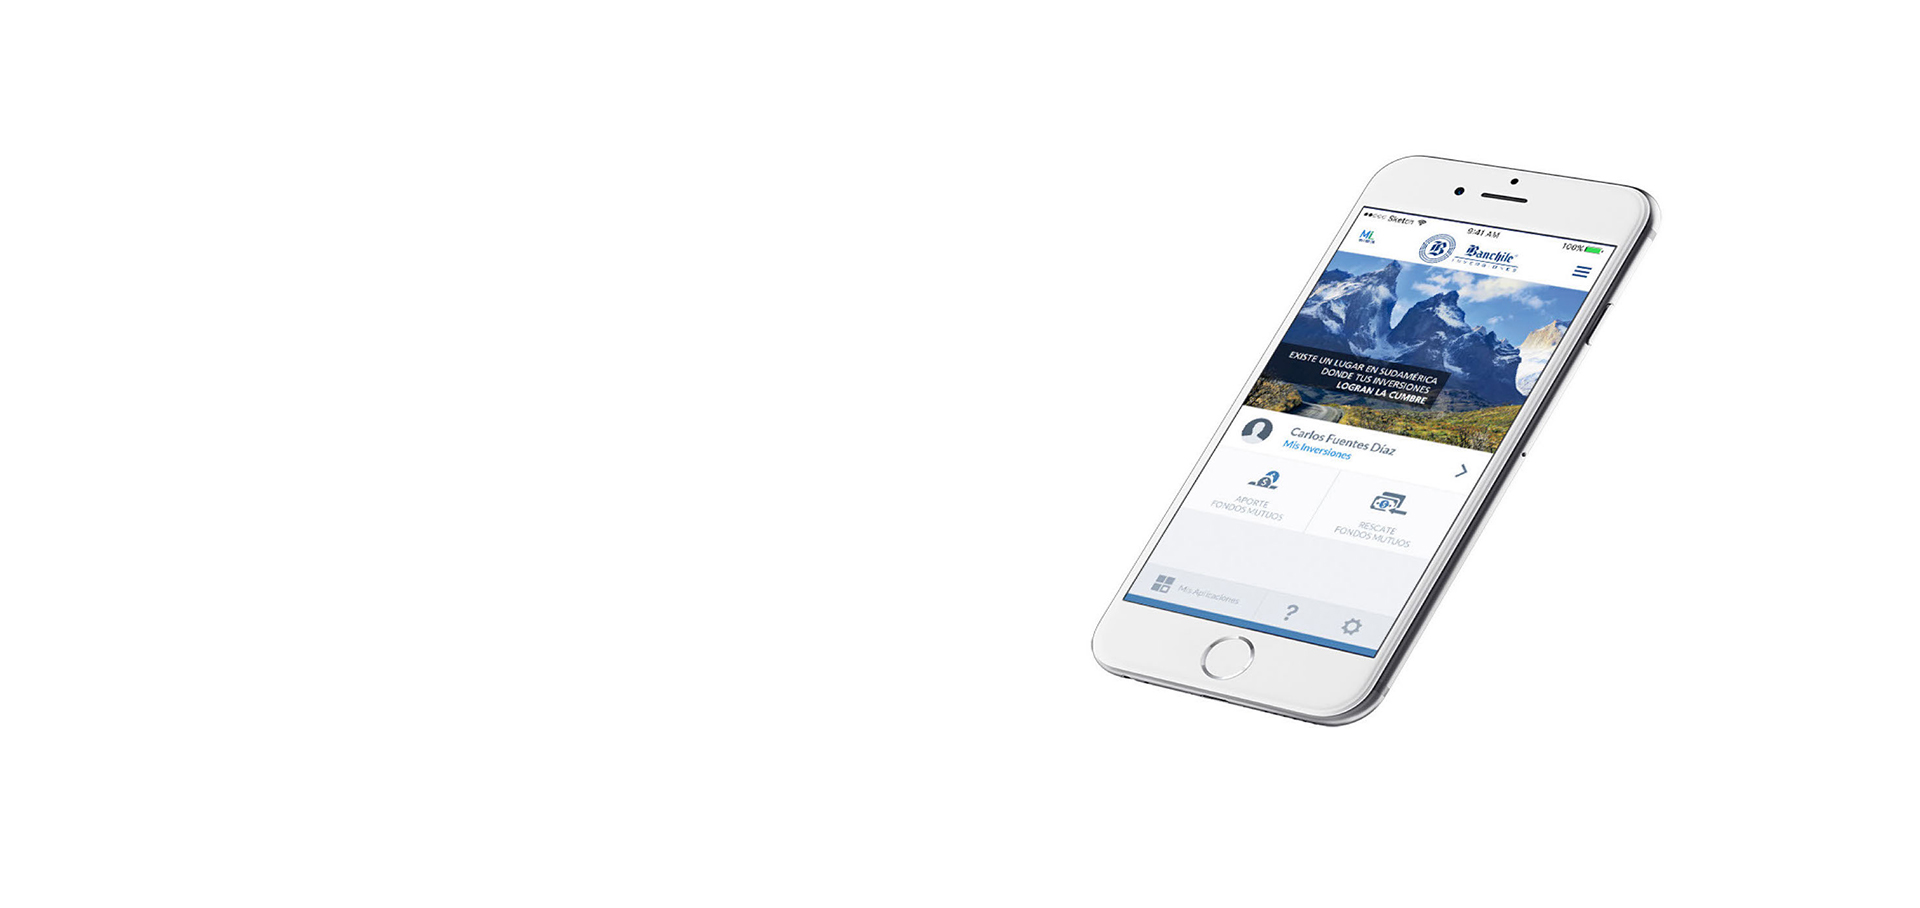 Sketch
9:41 AM
100%
Mi
Banchile
INVERSIONES
EXISTE UN LUGAR EN SUDAMÉRICA
DONDE TUS INVERSIONES
LOGRAN LA CUMBRE
Carlos Fuentes Díaz
Mis Inversiones
APORTE
FONDOS MUTUOS
RESCATE
FONDOS MUTUOS
Mis Aplicaciones
?